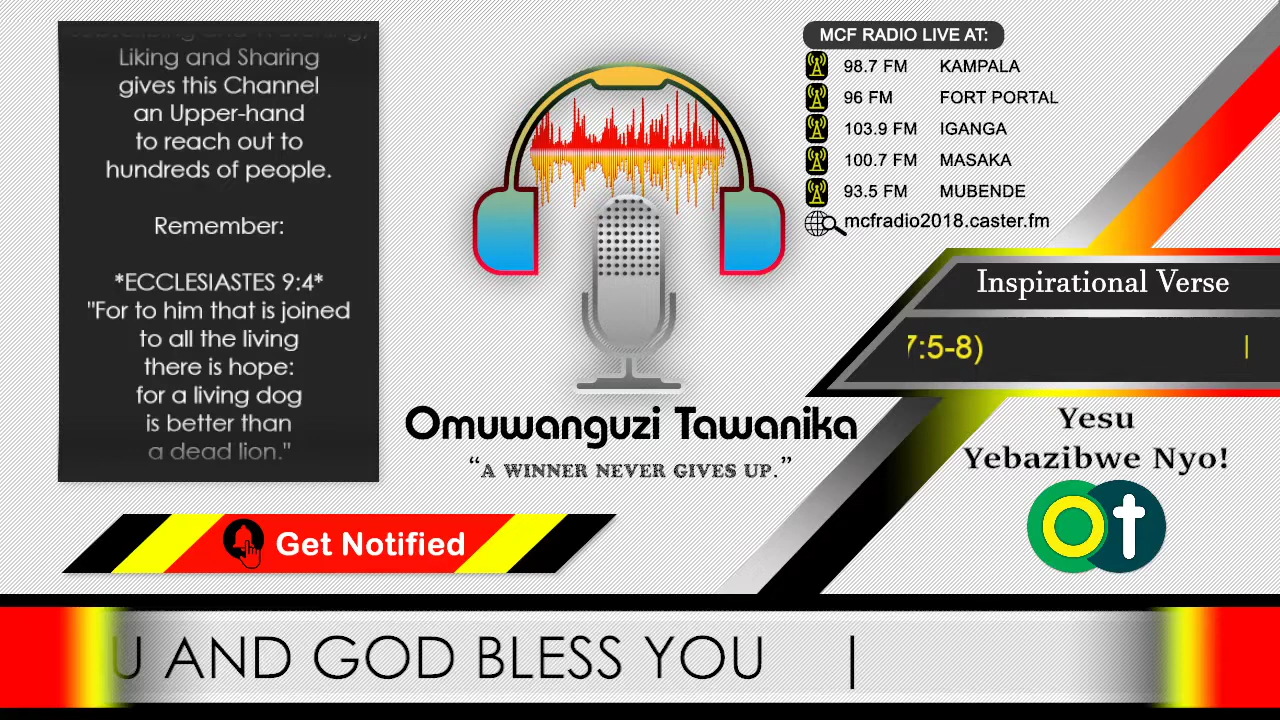 Liking and Sharing
gives this Channel
an Upper-hand
to reach out to
hundreds of people.
Remember:
*ECCLESIASTES 9:4*
"For to him that is joined
to all the living
there is hope:
for a living dog
is better than
a dead lion."
Omuwanguzi Tawanika
“A WINNER NEVER GIVES UP.”
MCF RADIO LIVE AT:
98.7 FM KAMPALA
96 FM FORT PORTAL
103.9 FM IGANGA
100.7 FM MASAKA
93.5 FM MUBENDE
mcfradio2018.caster.fm
Inspirational Verse
7:5-8) |
Yesu
Yebazibwe Nyo!
ot
Get Notified
U AND GOD BLESS YOU |